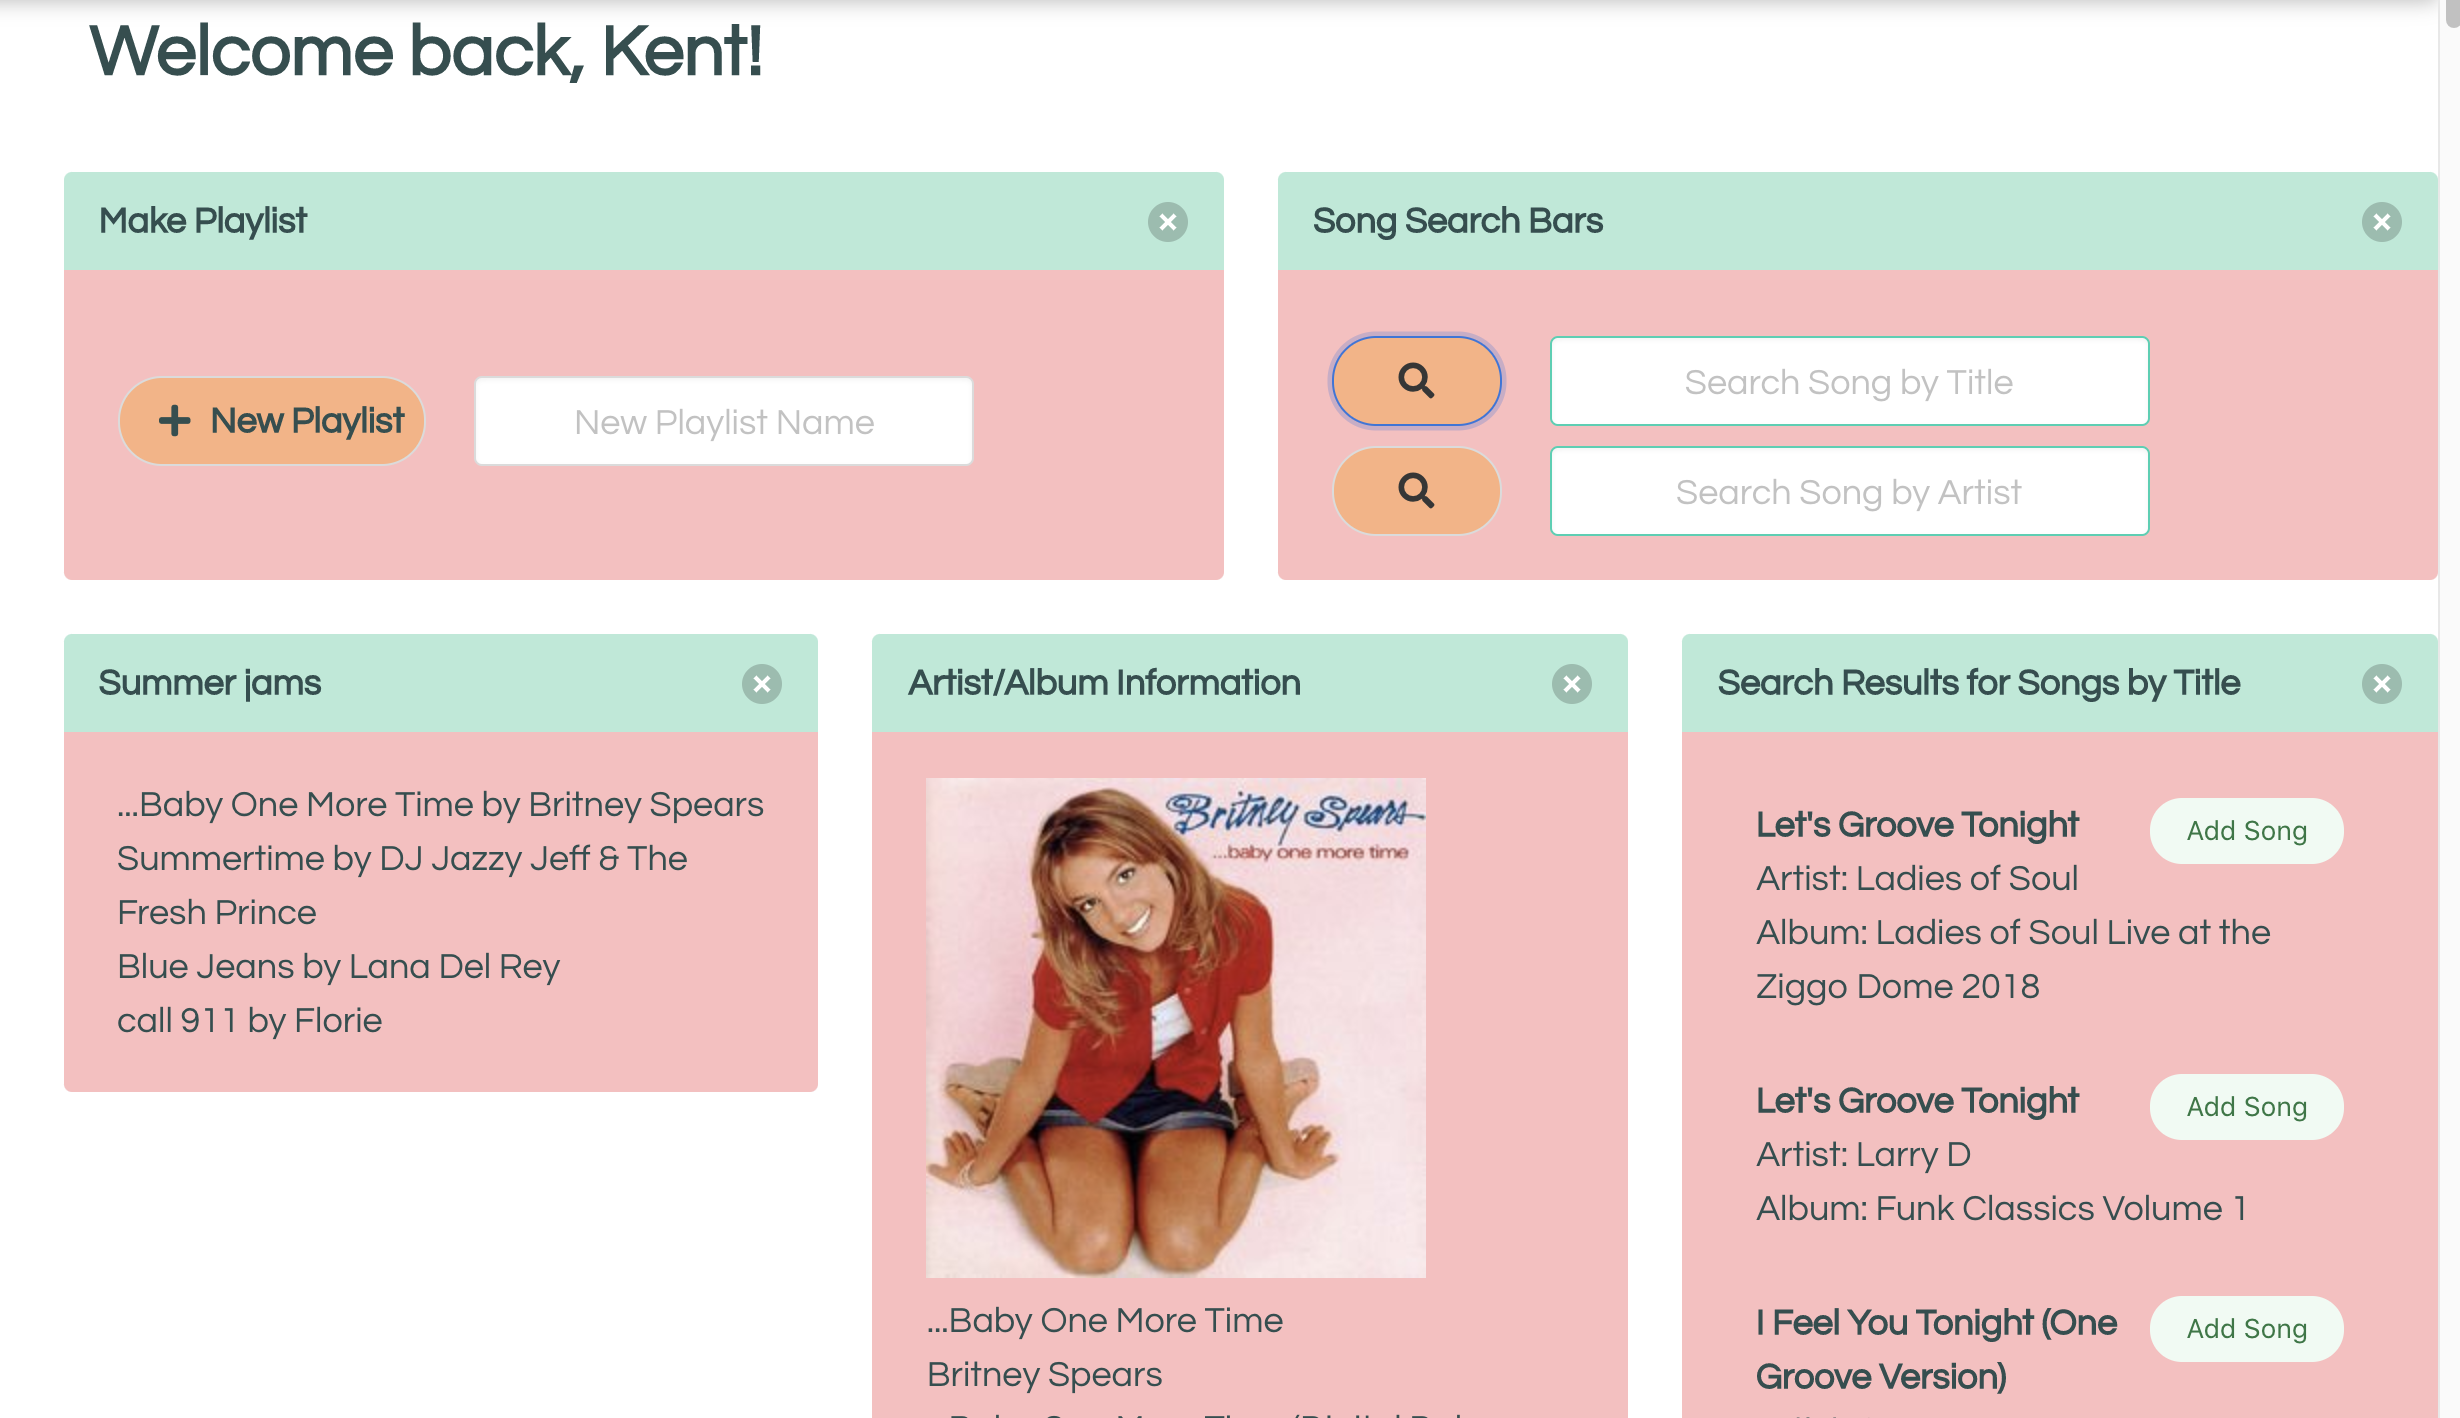 Welcome back, Kent!
Make Playlist
Song Search Bars
New Playlist
New Playlist Name
Search Song by Title
Search Song by Artist
Summer jams
...Baby One More Time by Britney Spears
Summertime by DJ Jazzy Jeff & The
Fresh Prince
Blue Jeans by Lana Del Rey
call 911 by Florie
Artist/Album Information
Britney Spears
...baby one more time
...Baby One More Time
Britney Spears
Search Results for Songs by Title
Let's Groove Tonight
Add Song
Artist: Ladies of Soul
Album: Ladies of Soul Live at the
Ziggo Dome 2018
Let's Groove Tonight
Add Song
Artist: Larry D
Album: Funk Classics Volume 1
I Feel You Tonight (One
Groove Version)
Add Song